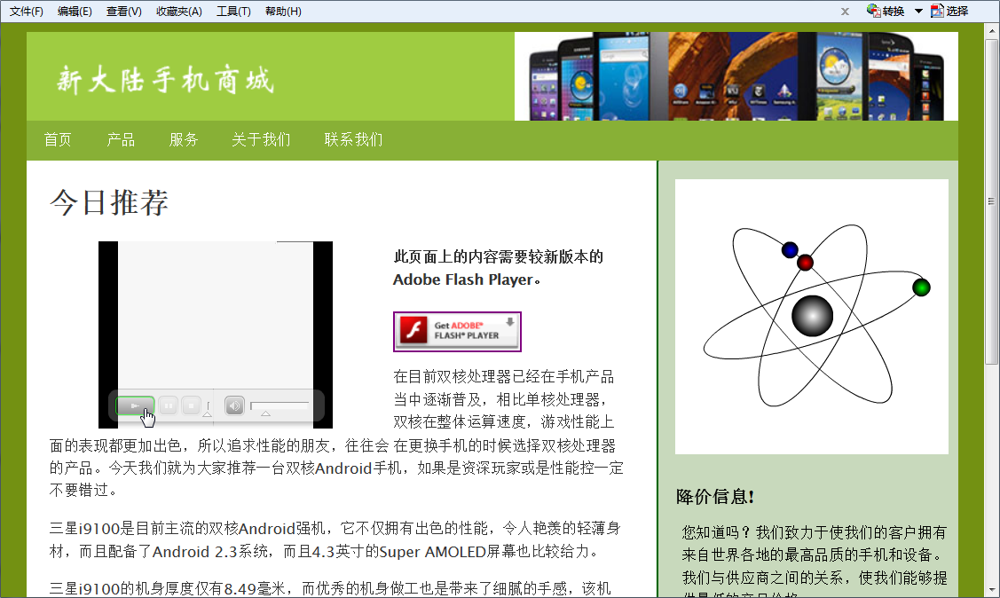 文件(F) 编辑(E) 查看(V) 收藏夹(A) 工具(T) 帮助(H)
x 转换 选择
新大陆手机商城
首页 产品 服务 关于我们 联系我们
今日推荐
此页面上的内容需要较新版本的
Adobe Flash Player。
Get ADOBE®
FLASH® PLAYER
在目前双核处理器已经在手机产品
当中逐渐普及，相比单核处理器，
双核在整体运算速度，游戏性能上
面的表现都更加出色，所以追求性能的朋友，往往会在更换手机的时候选择双核处理器
的产品。今天我们就为大家推荐一台双核Android手机，如果是资深玩家或是性能控一定
不要错过。
三星i9100是目前主流的双核Android强机，它不仅拥有出色的性能，令人艳羡的轻薄身
材，而且配备了Android 2.3系统，而且4.3英寸的Super AMOLED屏幕也比较给力。
三星i9100的机身厚度仅有8.49毫米，而优秀的机身做工也是带来了细腻的手感，该机
降价信息!
您知道吗？我们致力于使我们的客户拥有
来自世界各地的最高品质的手机和设备。
我们与供应商之间的关系，使我们能够提